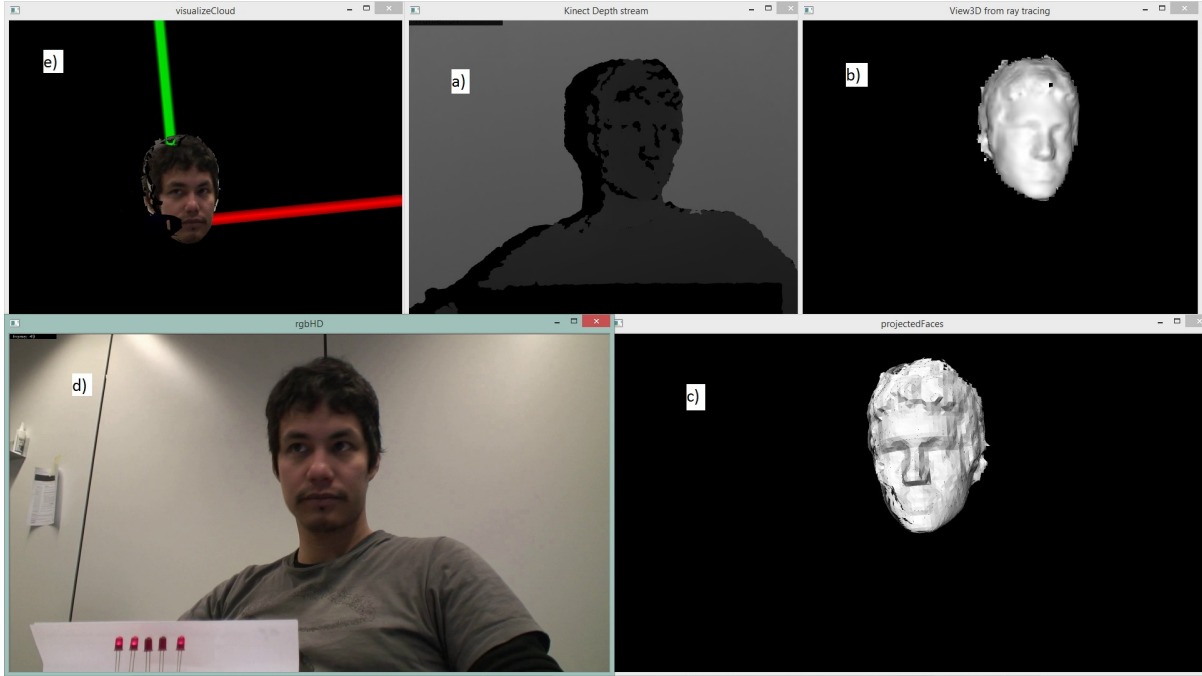 visualizeCloud
Kinect Depth stream
View3D from ray tracing
e)
a)
b)
rgbHD
projectedFaces
d)
c)